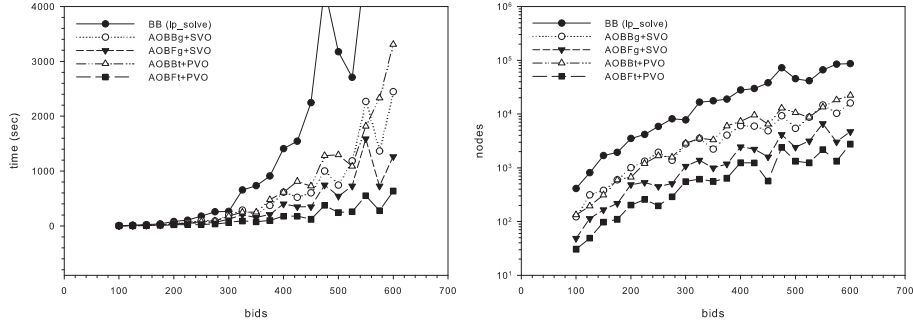 4000
3000
2000
1000
0
time (sec)
0 100 200 300 400 500 600 700
bids
BB (lp_solve)
AOBBg+SVO
AOBFg+SVO
AOBBt+PVO
AOBFt+PVO
10^6
10^5
10^4
10^3
10^2
10^1
nodes
0 100 200 300 400 500 600 700
bids
BB (lp_solve)
AOBBg+SVO
AOBFg+SVO
AOBBt+PVO
AOBFt+PVO